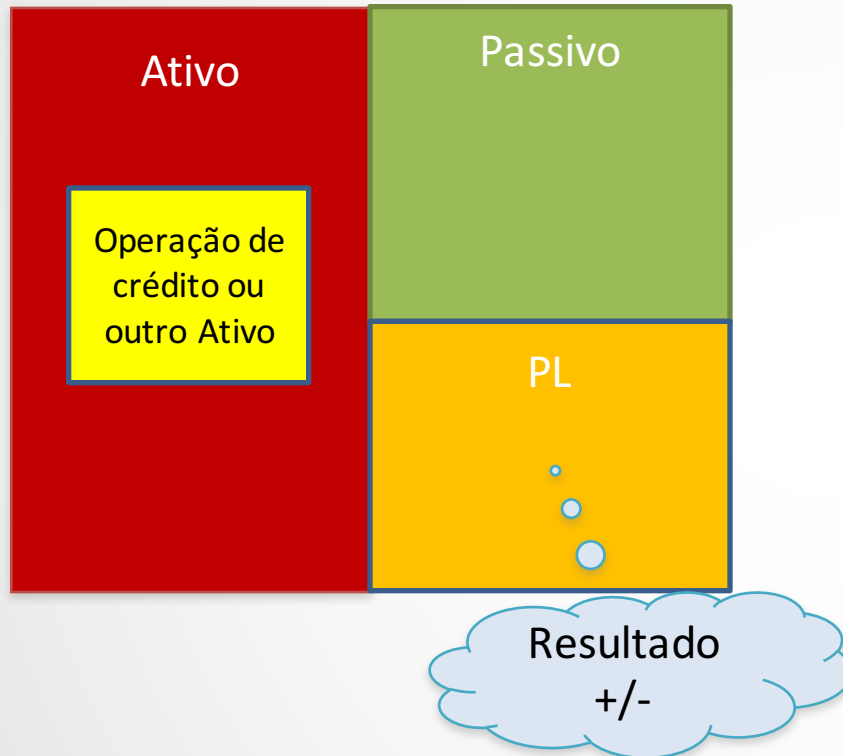 Ativo
Passivo
Operação de
crédito ou
outro Ativo
PL
Resultado
+/-